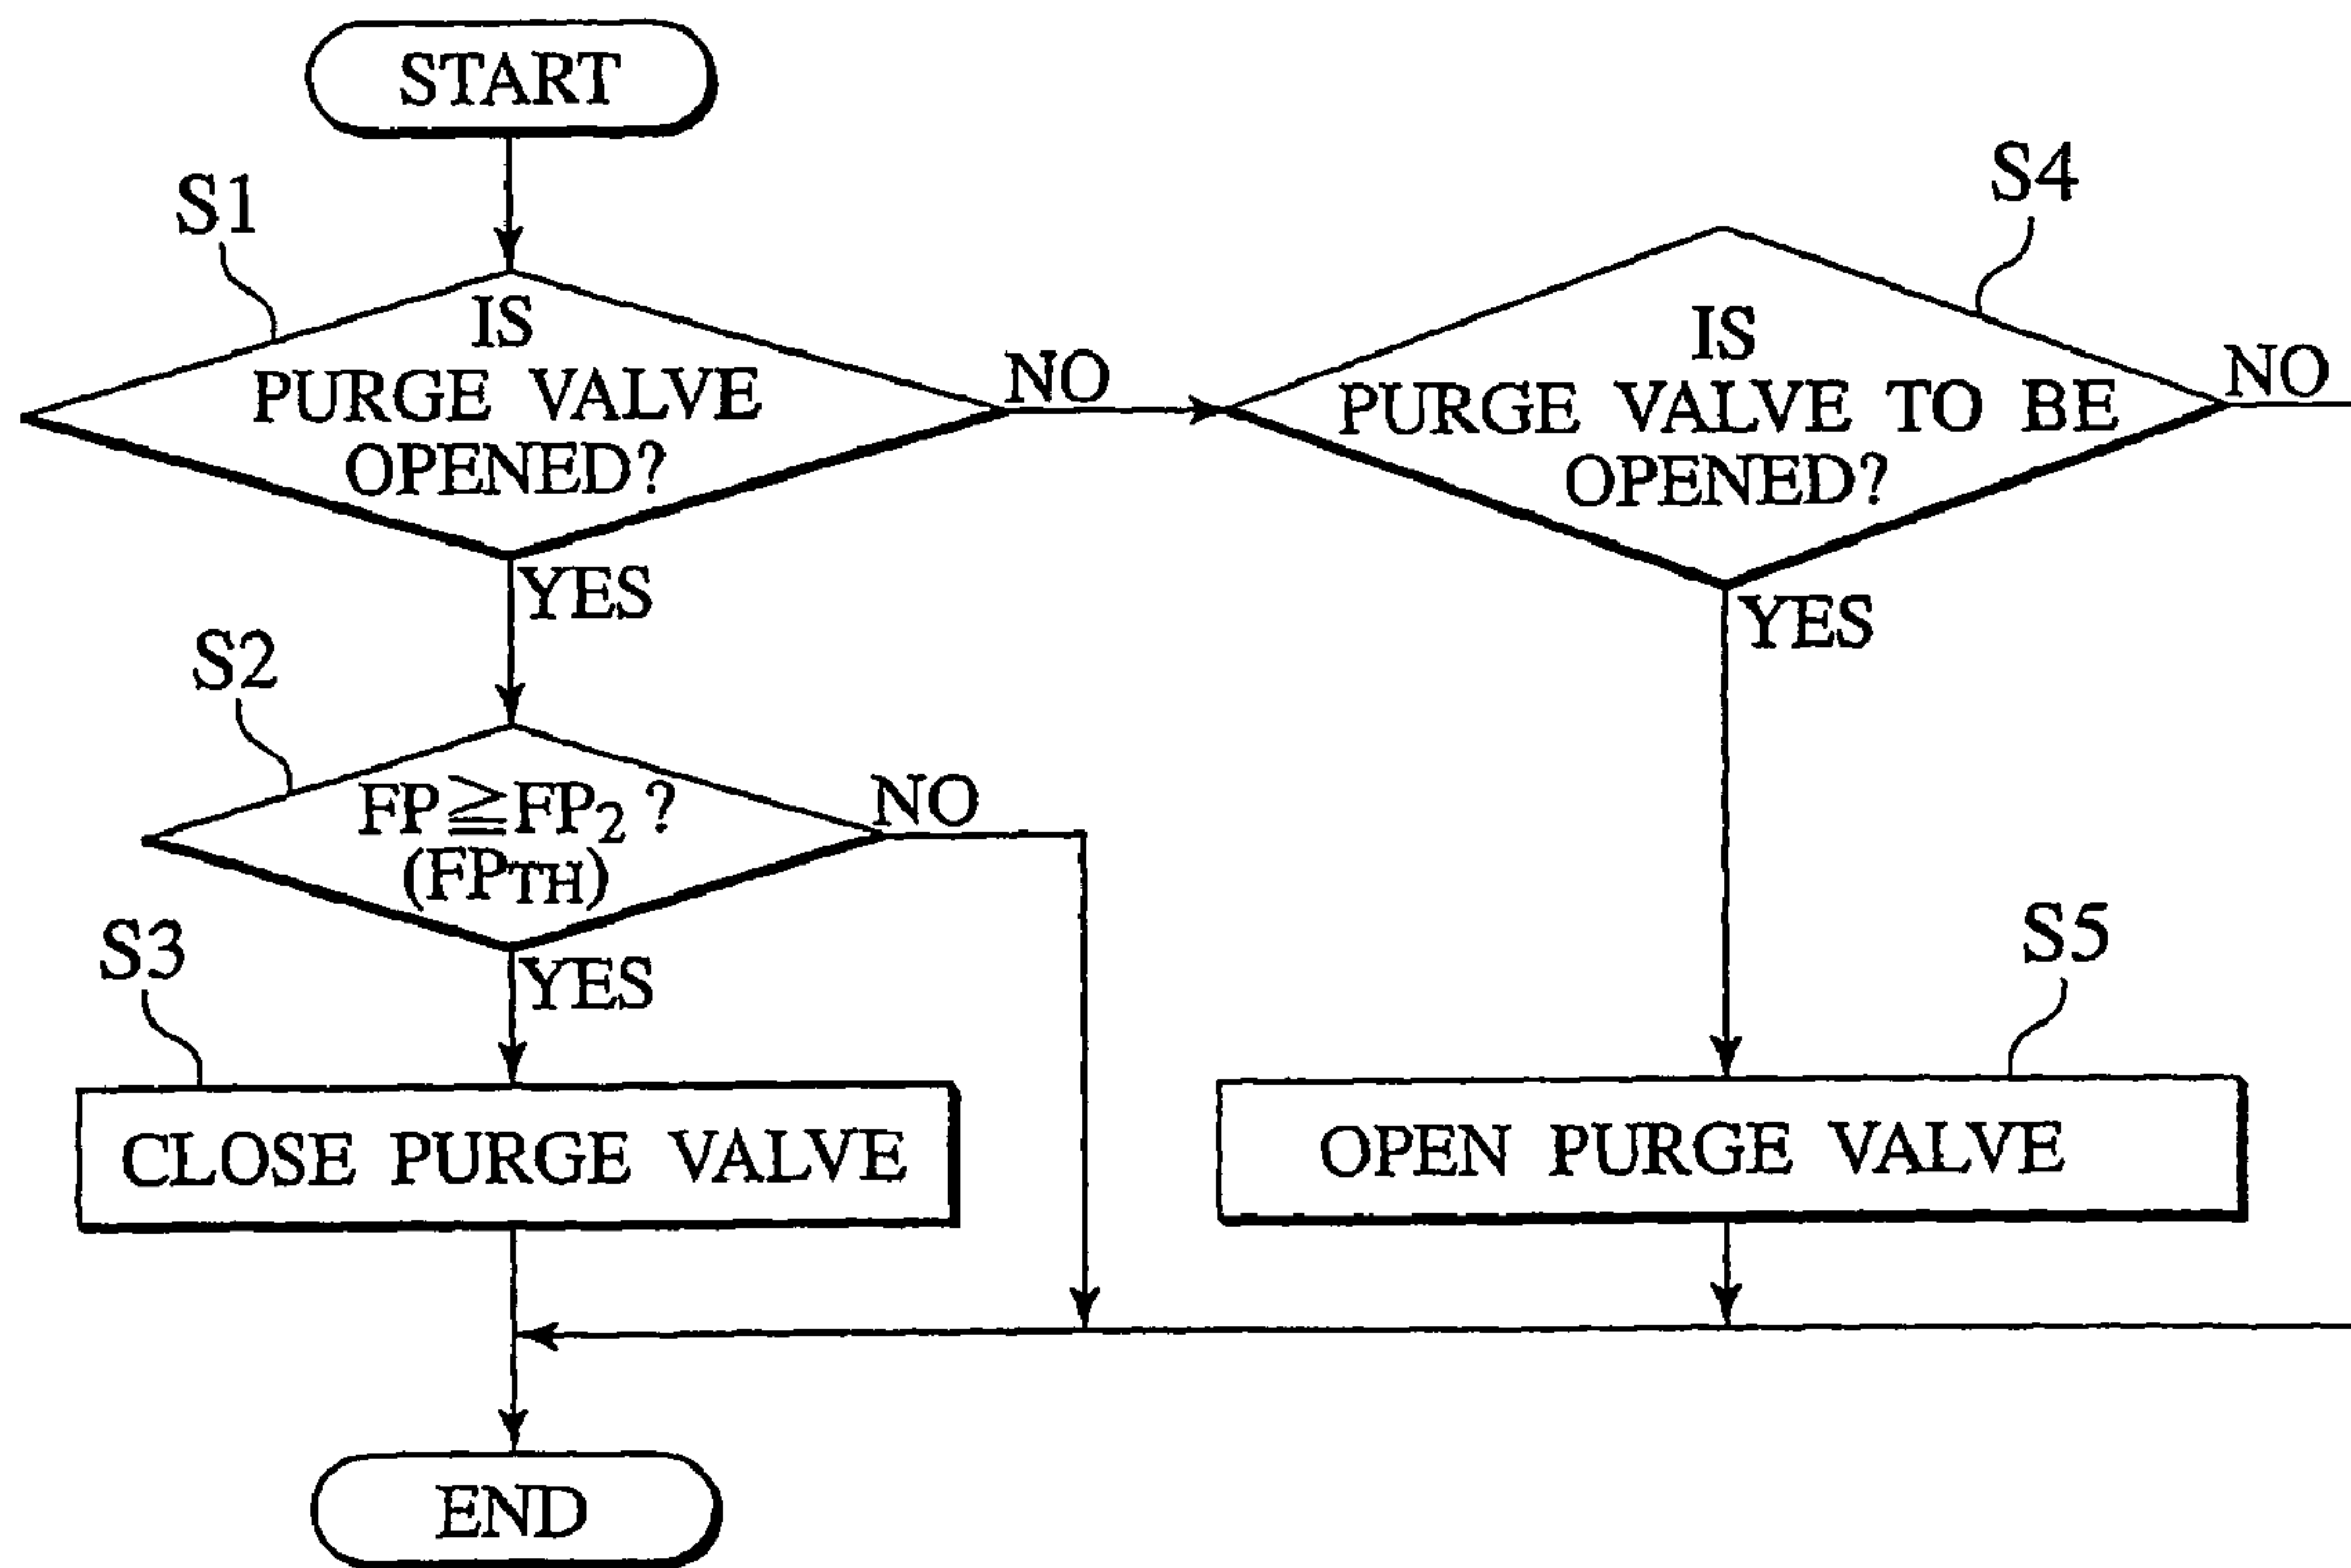 START
S1
IS
PURGE VALVE
OPENED?
NO
YES
S4
IS
PURGE VALVE TO BE
OPENED?
NO
YES
S2
FP≧FP2 ?
(FPTH)
NO
YES
S3
CLOSE PURGE VALVE
S5
OPEN PURGE VALVE
END